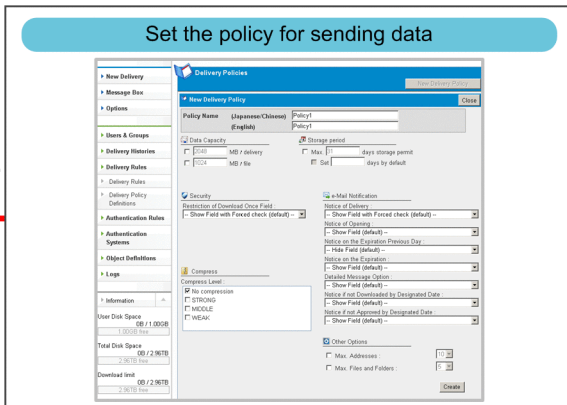 Set the policy for sending data
New Delivery
Message Box
Options
Users & Groups
Delivery Histories
Delivery Rules
Delivery Rules
Delivery Policy
Definitions
Authentication Rules
Authentication
Systems
Object Definitions
Logs
Information
User Disk Space
0B / 1.00GB
1.00GB free
Total Disk Space
0B / 2.96TB
2.96TB free
Download limit
0B / 2.96TB
2.96TB free
Delivery Policies
New Delivery Policy
New Delivery Policy
Close
Policy Name (Japanese/Chinese) Policy1
(English) Policy1
Data Capacity
2048 MB / delivery
1024 MB / file
Storage period
Max. 31 days storage permit
Set days by default
Security
Restriction of Download Once Field :
-- Show Field with Forced check (default) --
Compress
Compress Level :
No compression
STRONG
MIDDLE
WEAK
e-Mail Notification
Notice of Delivery :
-- Show Field with Forced check (default) --
Notice of Opening :
-- Show Field (default) --
Notice on the Expiration Previous Day :
-- Hide Field (default) --
Notice on the Expiration :
-- Show Field (default) --
Detailed Message Option :
-- Show Field (default) --
Notice if not Downloaded by Designated Date :
-- Show Field (default) --
Notice if not Approved by Designated Date :
-- Show Field (default) --
Other Options
Max. Addresses : 10
Max. Files and Folders : 5
Create